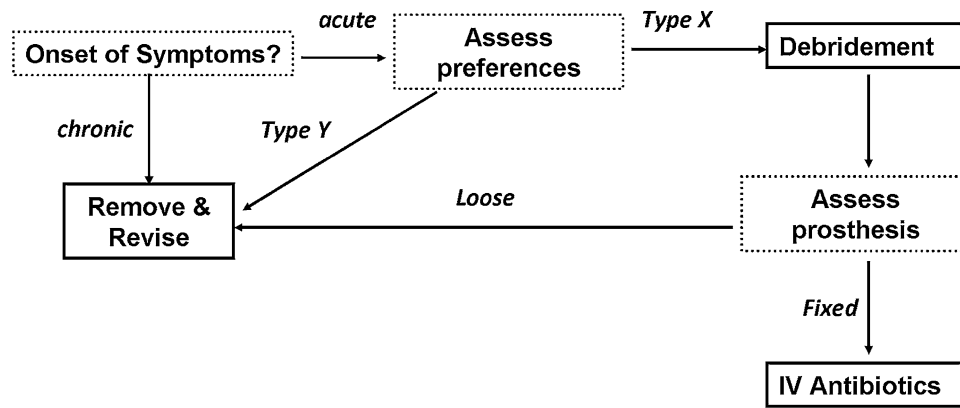 acute
Type X
Onset of Symptoms?
Assess
preferences
Debridement
chronic
Type Y
Remove &
Revise
Loose
Assess
prosthesis
Fixed
IV Antibiotics